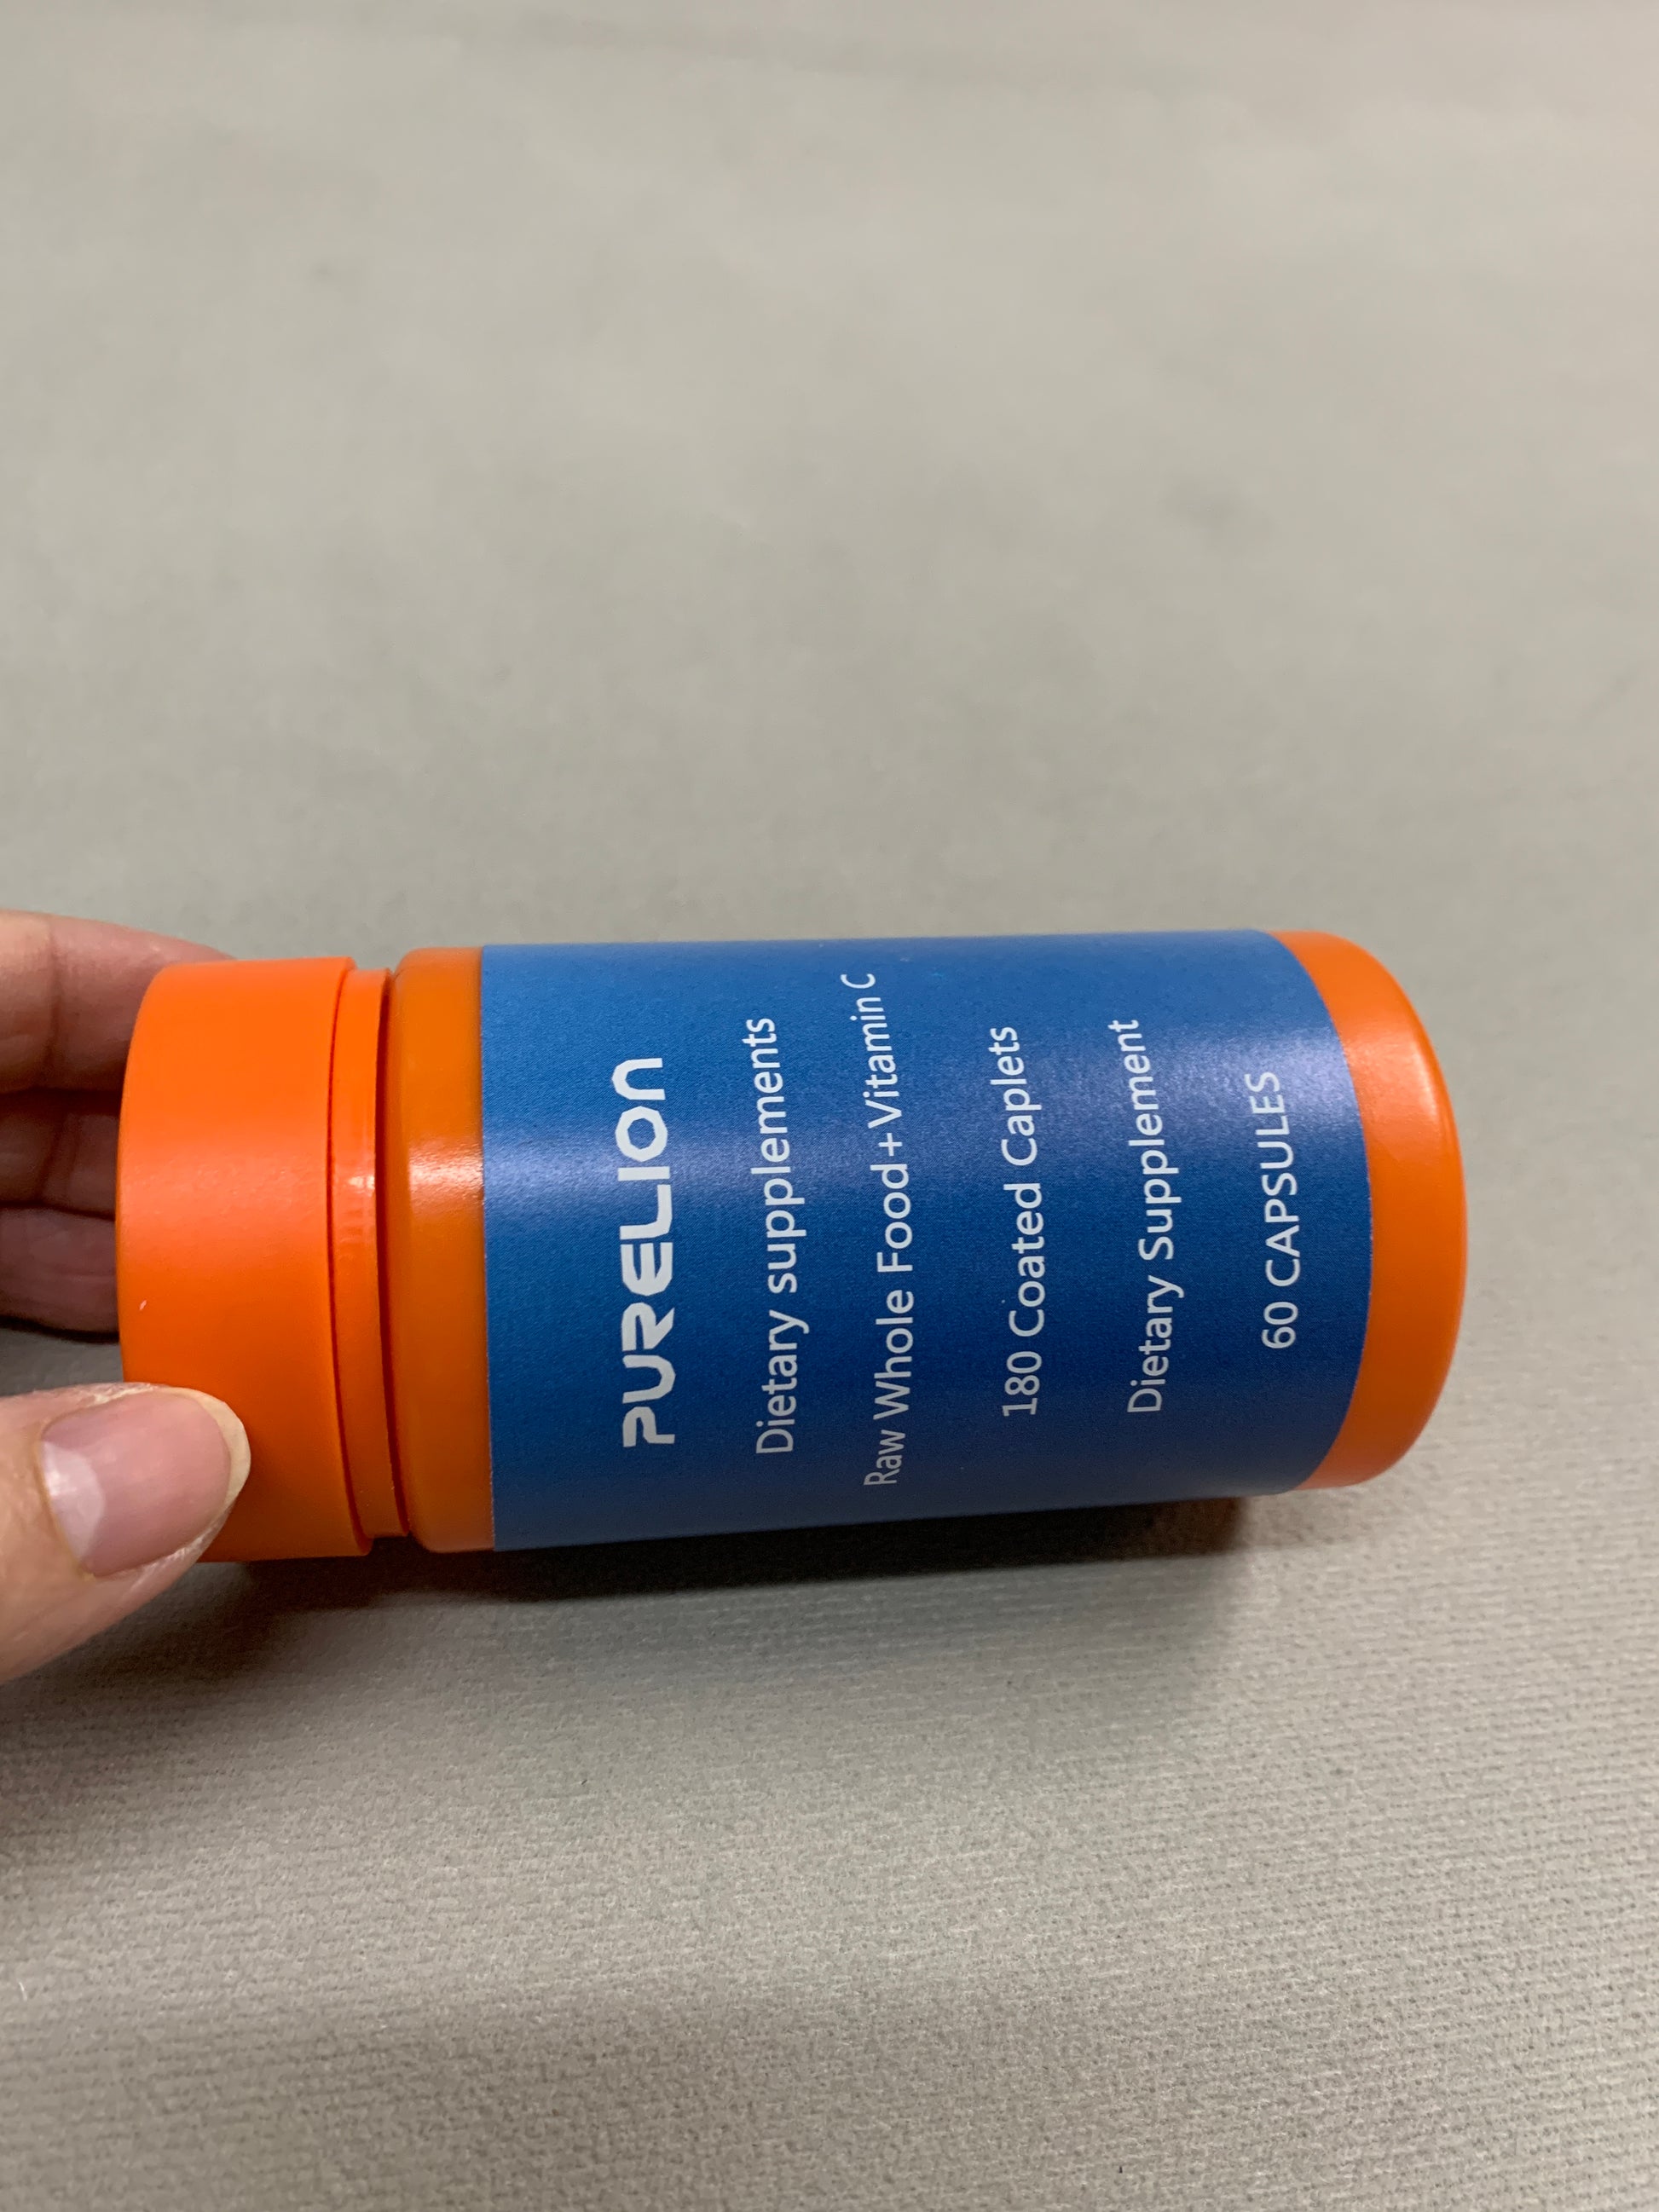 PURELION
Dietary supplements
Raw Whole Food+Vitamin C
180 Coated Caplets
Dietary Supplement
60 CAPSULES